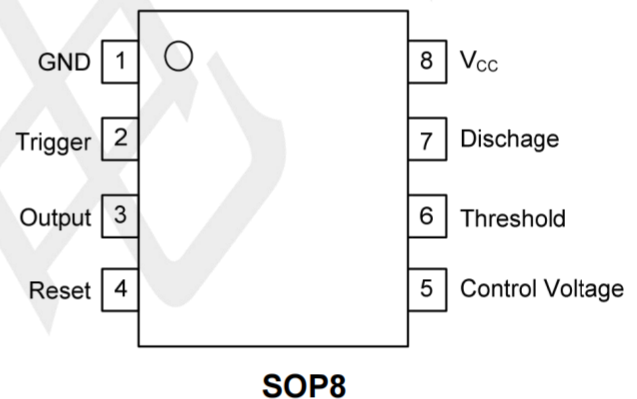 GND 1 8 VCC
Trigger 2 7 Dischage
Output 3 6 Threshold
Reset 4 5 Control Voltage
SOP8